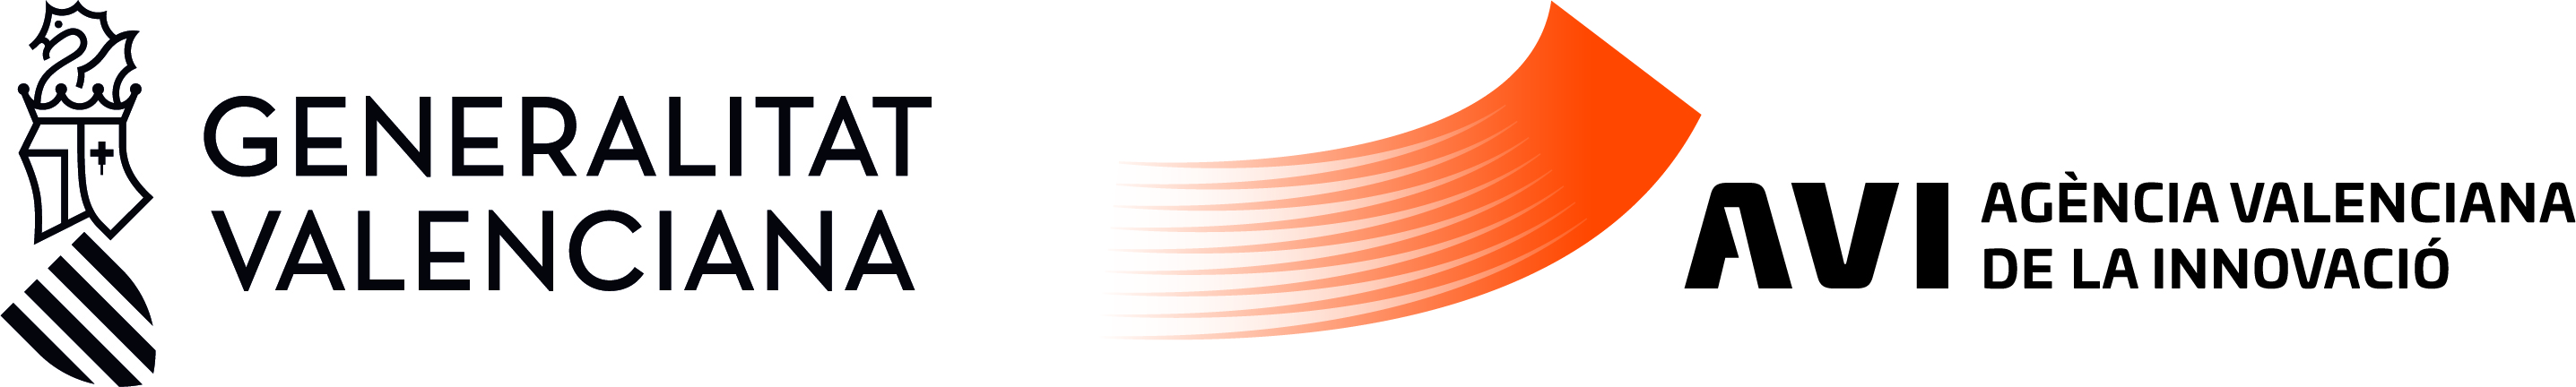 GENERALITAT
VALENCIANA
AVI
AGÈNCIA VALENCIANA
DE LA INNOVACIÓ